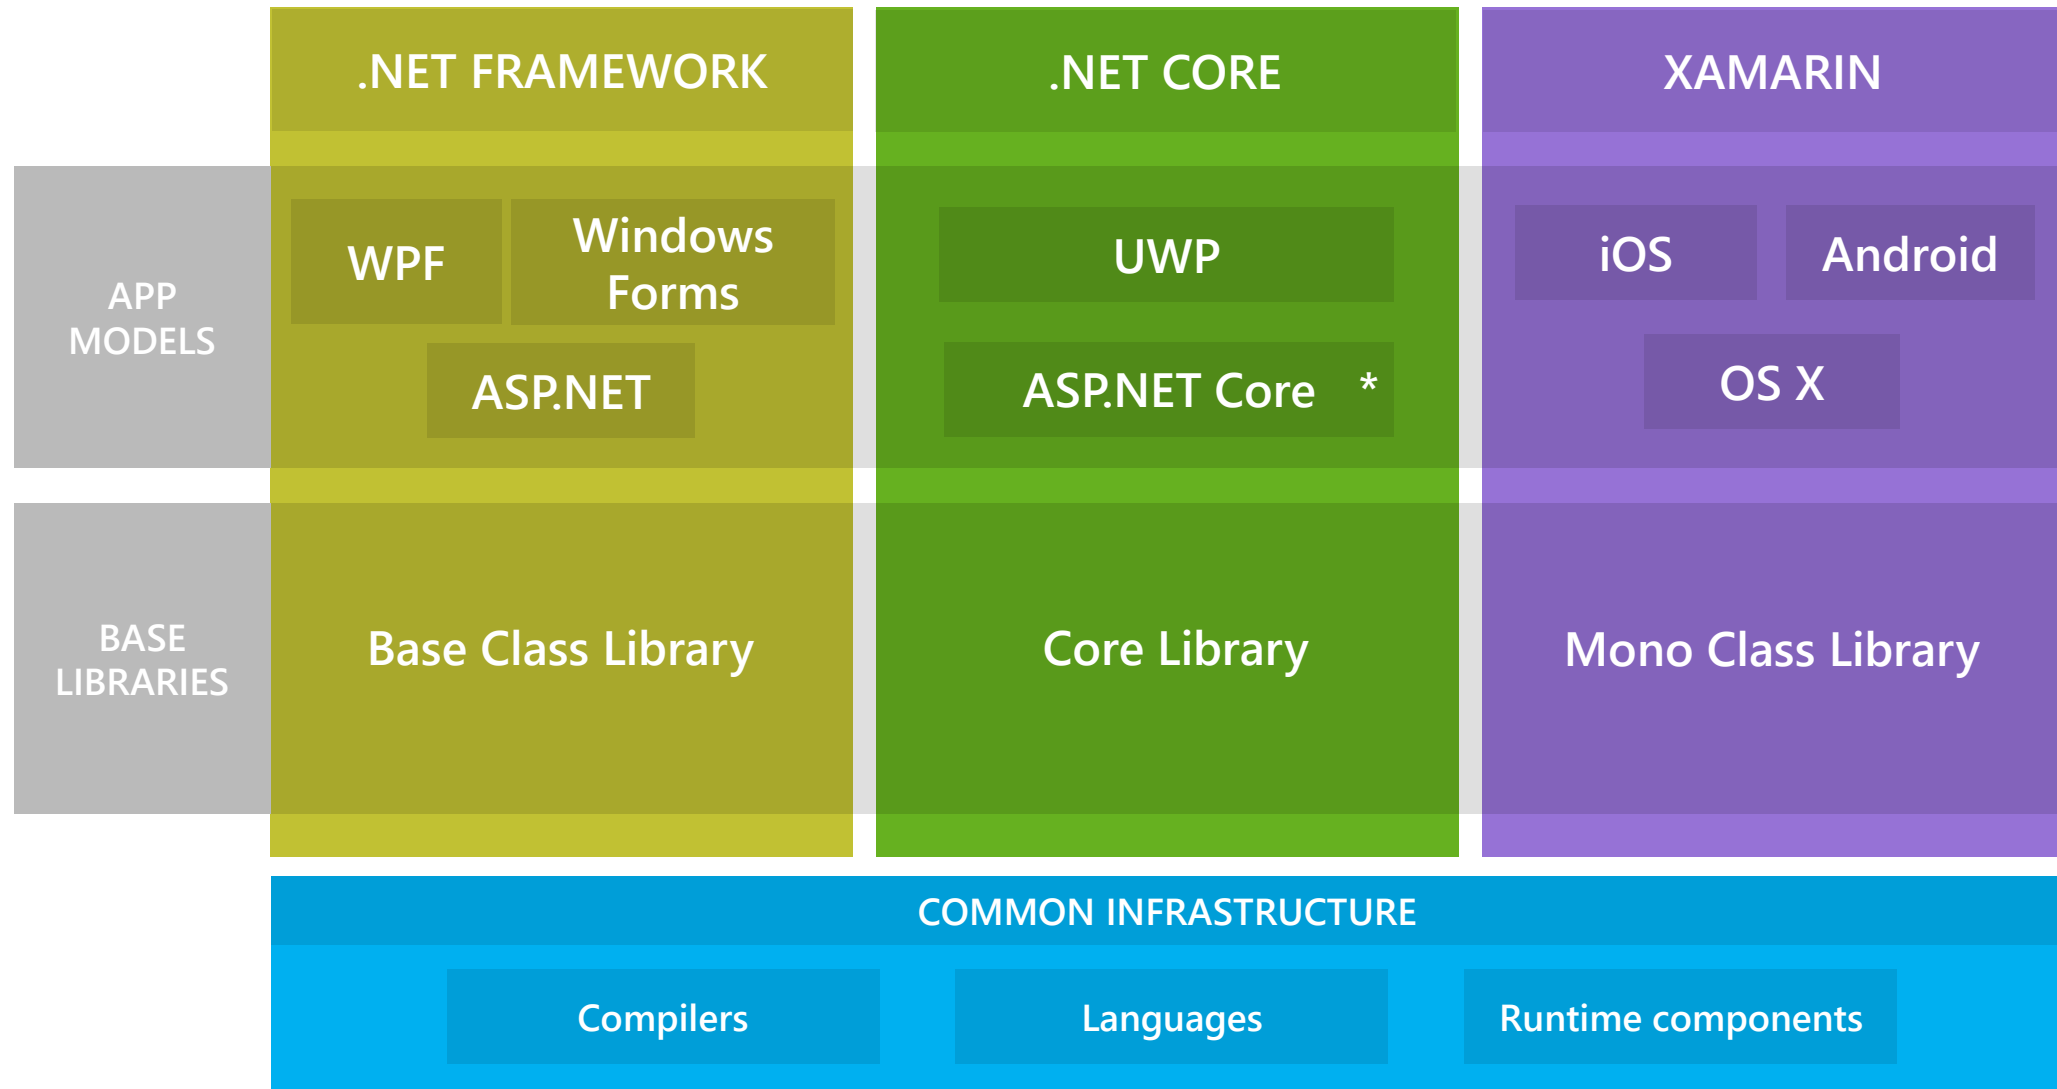 .NET FRAMEWORK
.NET CORE
XAMARIN
APP
MODELS
WPF
Windows
Forms
ASP.NET
UWP
ASP.NET Core *
iOS
Android
OS X
BASE
LIBRARIES
Base Class Library
Core Library
Mono Class Library
COMMON INFRASTRUCTURE
Compilers
Languages
Runtime components